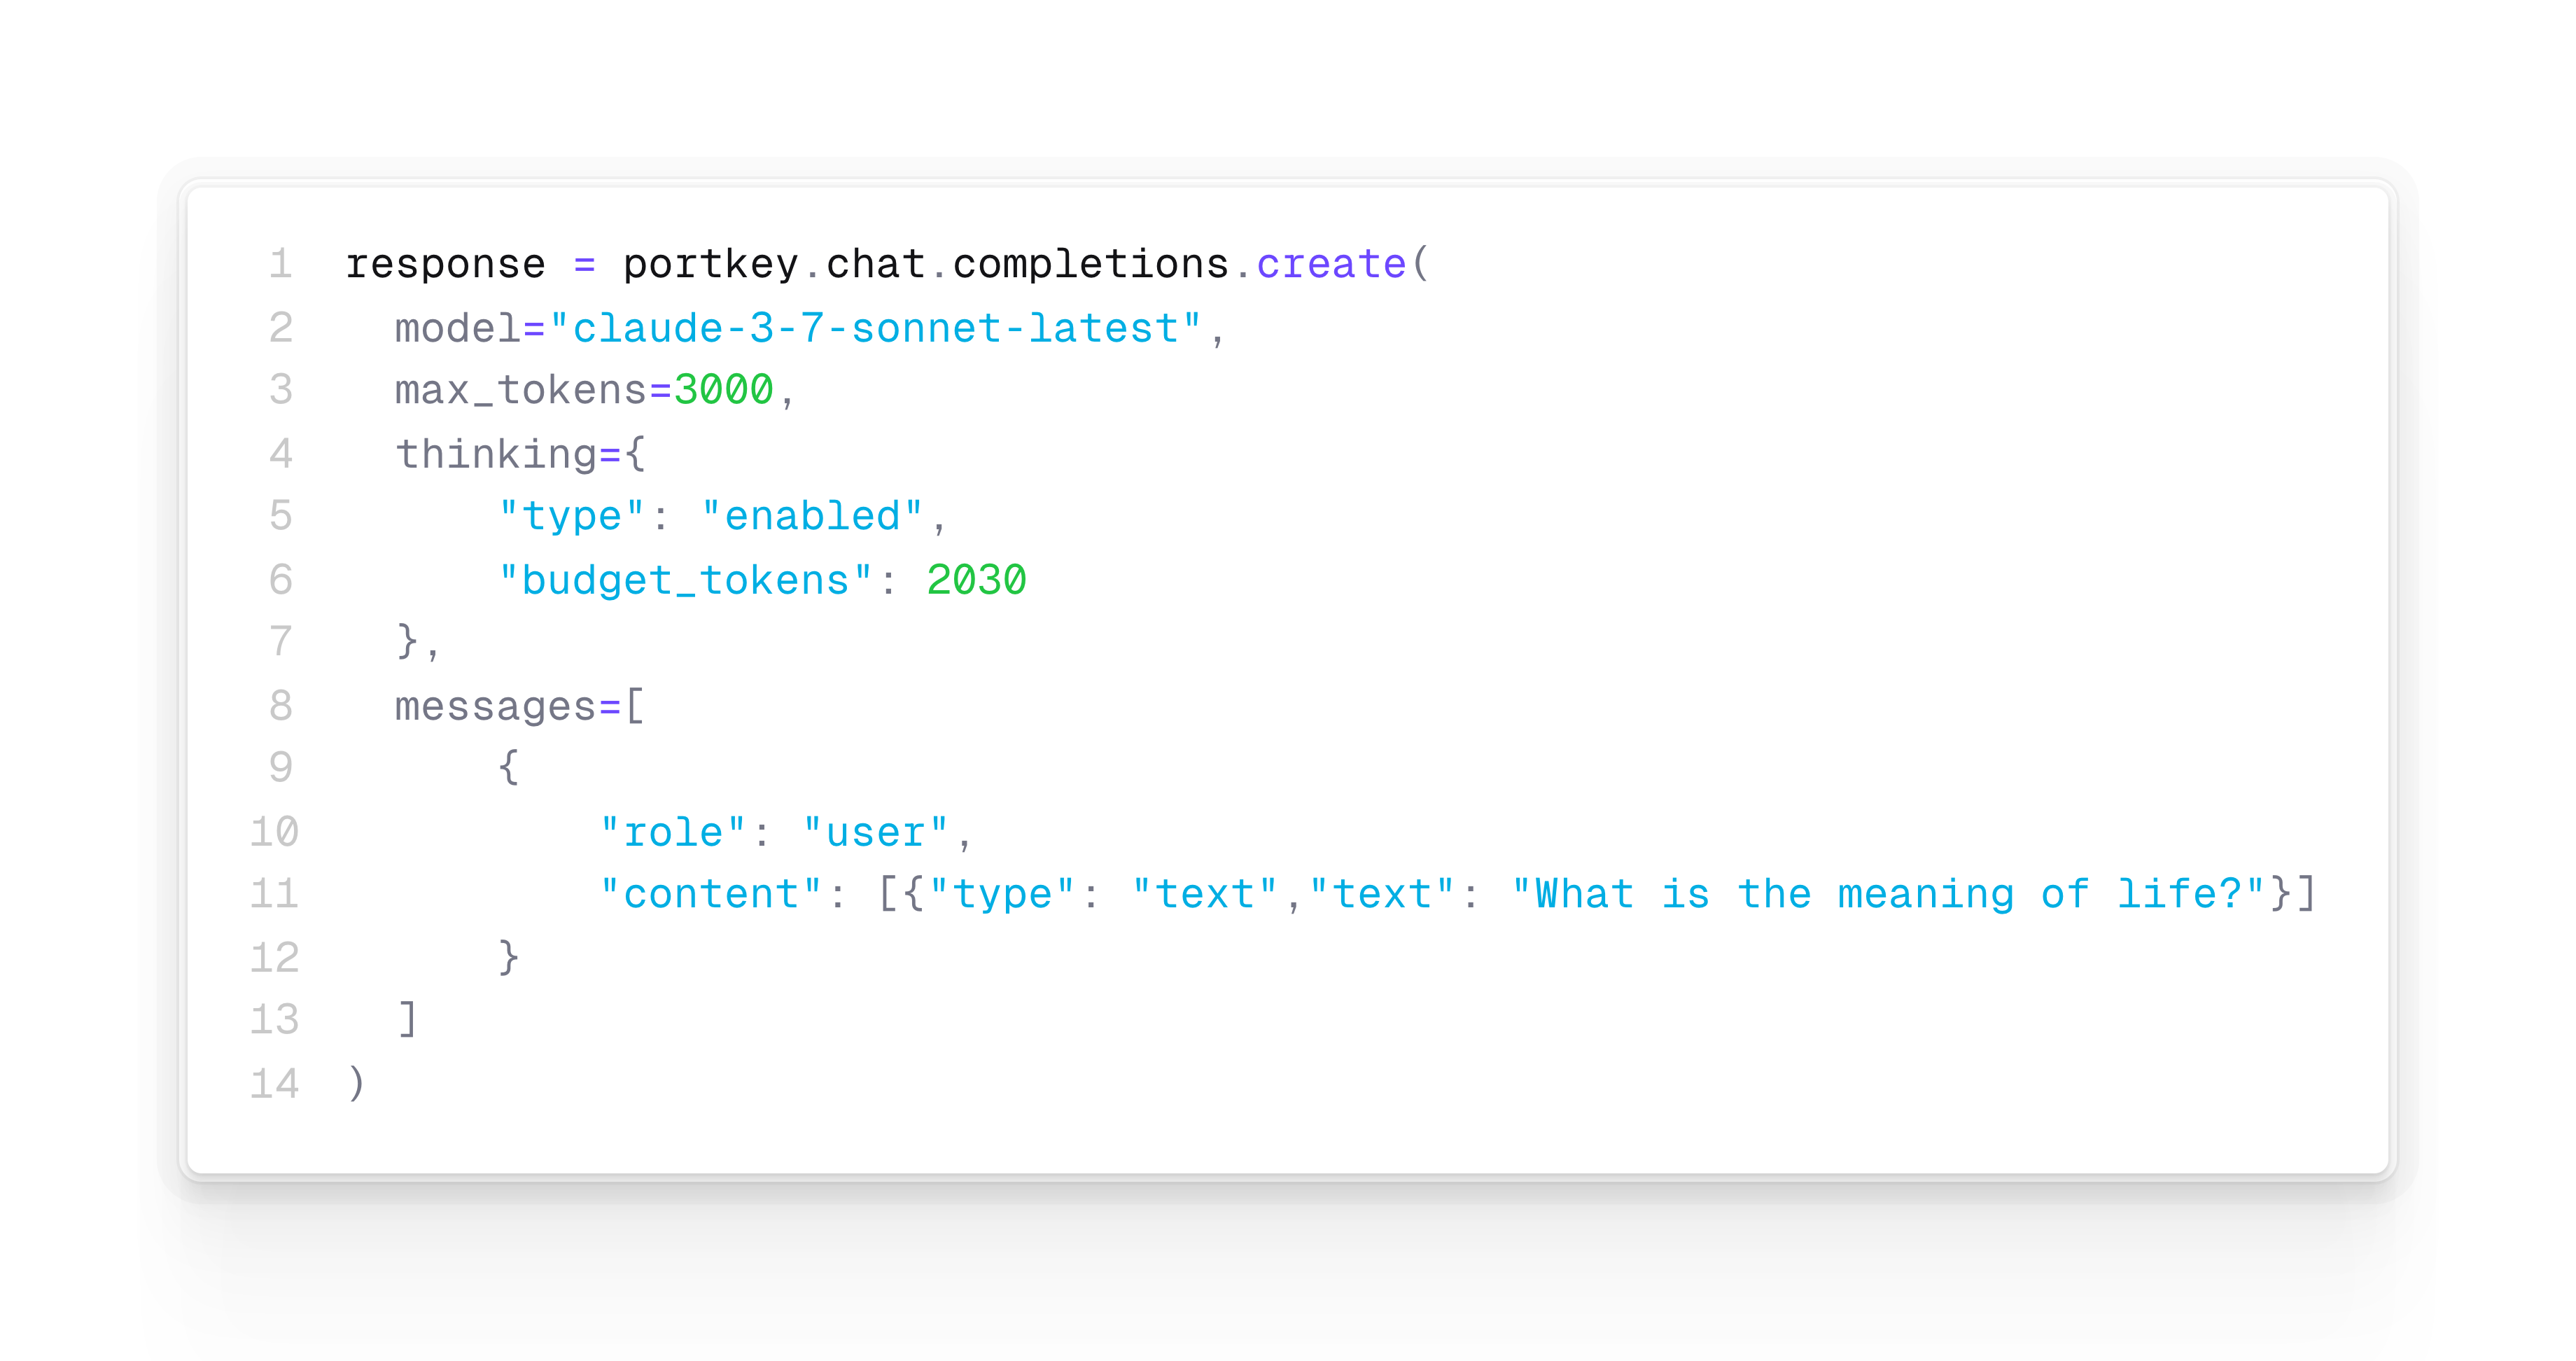 1 response = portkey.chat.completions.create(
2   model="claude-3-7-sonnet-latest",
3   max_tokens=3000,
4   thinking={
5       "type": "enabled",
6       "budget_tokens": 2030
7   },
8   messages=[
9       {
10          "role": "user",
11          "content": [{"type": "text","text": "What is the meaning of life?"}]
12      }
13  ]
14 )